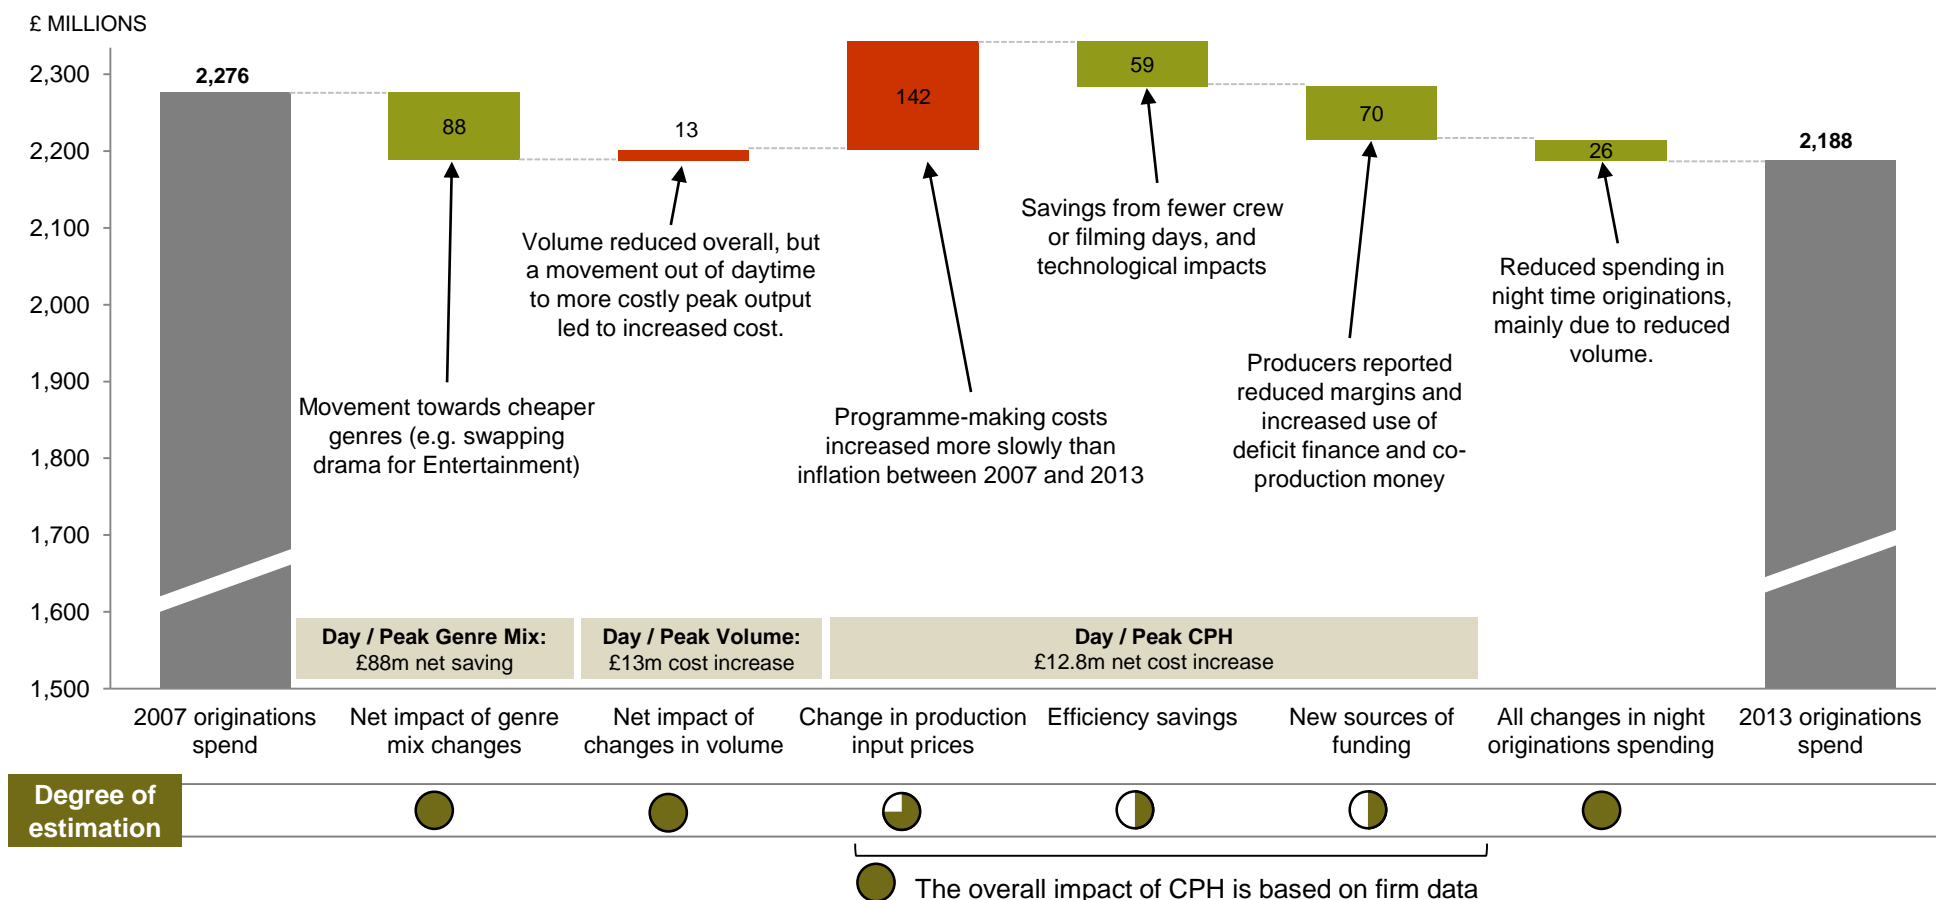 £ MILLIONS
2,300
2,200
2,100
2,000
1,900
1,800
1,700
1,600
1,500
2,276
88
13
142
59
70
26
2,188
Movement towards cheaper
genres (e.g. swapping
drama for Entertainment)
Volume reduced overall, but
a movement out of daytime
to more costly peak output
led to increased cost.
Programme-making costs
increased more slowly than
inflation between 2007 and 2013
Savings from fewer crew
or filming days, and
technological impacts
Producers reported
reduced margins and
increased use of
deficit finance and co-
production money
Reduced spending in
night time originations,
mainly due to reduced
volume.
Day / Peak Genre Mix:
£88m net saving
Day / Peak Volume:
£13m cost increase
Day / Peak CPH
£12.8m net cost increase
2007 originations
spend
Net impact of genre
mix changes
Net impact of
changes in volume
Change in production
input prices
Efficiency savings
New sources of
funding
All changes in night
originations spending
2013 originations
spend
Degree of
estimation
The overall impact of CPH is based on firm data